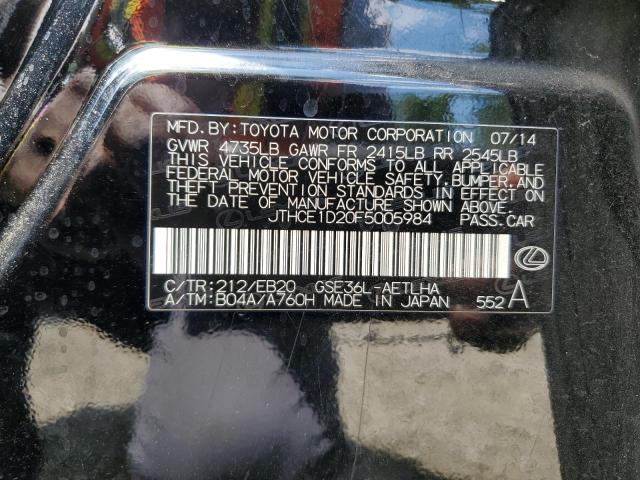 MFD. BY: TOYOTA MOTOR CORPORATION 07/14
GVWR 4735LB GAWR FR 2415LB RR 2545LB
THIS VEHICLE CONFORMS TO ALL APPLICABLE
FEDERAL MOTOR VEHICLE SAFETY, BUMPER, AND
THEFT PREVENTION STANDARDS IN EFFECT ON
THE DATE OF MANUFACTURE SHOWN ABOVE.
JTHCE1D20F5005984 PASS.CAR
C/TR: 212/EB20 GSE36L-AETLHA
A/TM: B04A/A760H MADE IN JAPAN 552 A